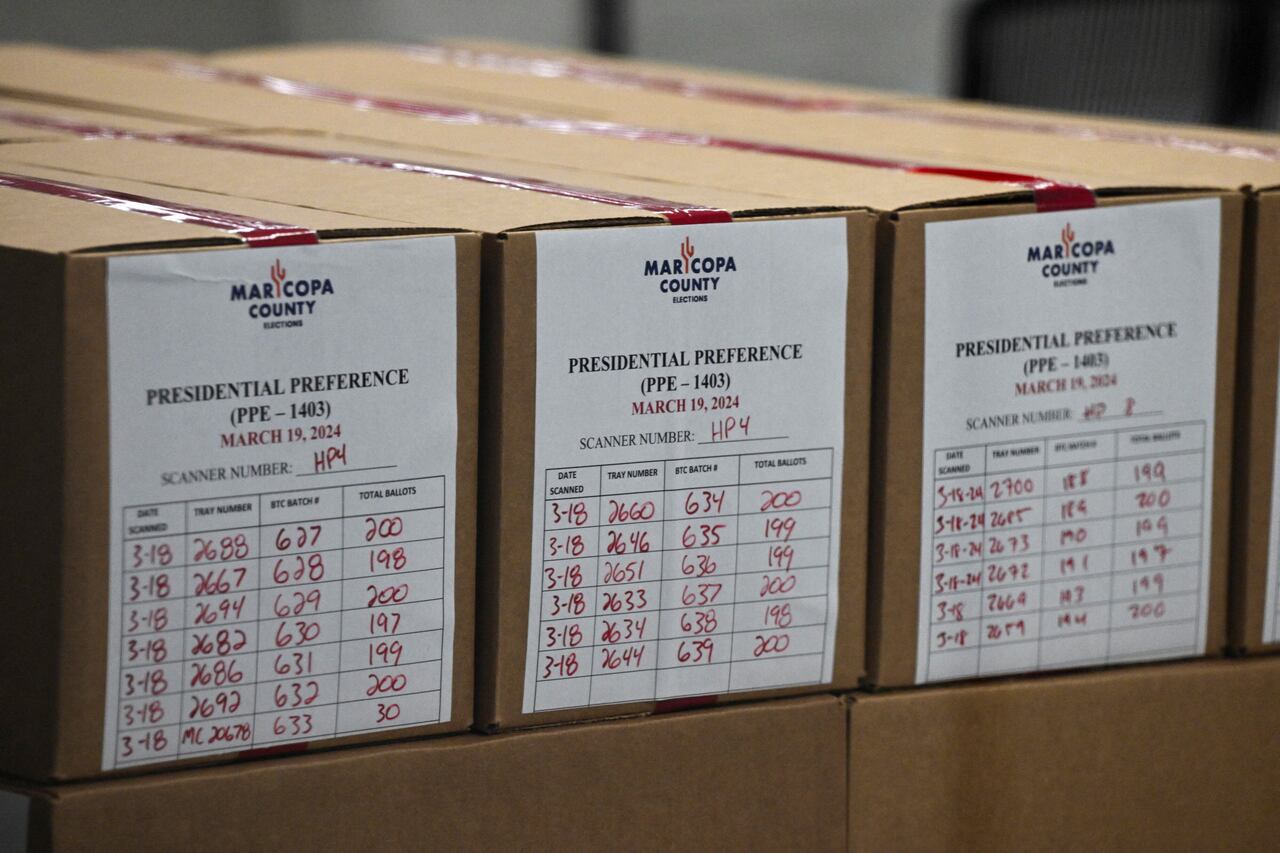 MARICOPA
COUNTY
ELECTIONS
PRESIDENTIAL PREFERENCE
(PPE – 1403)
MARCH 19, 2024
SCANNER NUMBER: HP4
DATE SCANNED TRAY NUMBER BTC BATCH # TOTAL BALLOTS
3-18 2688 627 200
3-18 2667 628 198
3-18 2694 629 200
3-18 2682 630 197
3-18 2686 631 199
3-18 2692 632 200
3-18 MC20678 633 30
MARICOPA
COUNTY
ELECTIONS
PRESIDENTIAL PREFERENCE
(PPE – 1403)
MARCH 19, 2024
SCANNER NUMBER: HP4
DATE SCANNED TRAY NUMBER BTC BATCH # TOTAL BALLOTS
3-18 2660 634 200
3-18 2646 635 199
3-18 2651 636 199
3-18 2633 637 200
3-18 2634 638 198
3-18 2644 639 200
MARICOPA
COUNTY
ELECTIONS
PRESIDENTIAL PREFERENCE
(PPE – 1403)
MARCH 19, 2024
SCANNER NUMBER: HP 8
DATE SCANNED TRAY NUMBER BTC BATCH # TOTAL BALLOTS
3-18-24 2700 188 199
3-18-24 2685 189 200
3-18-24 2673 190 199
3-18-24 2672 191 197
3-18 2669 193 199
3-18 2659 194 200